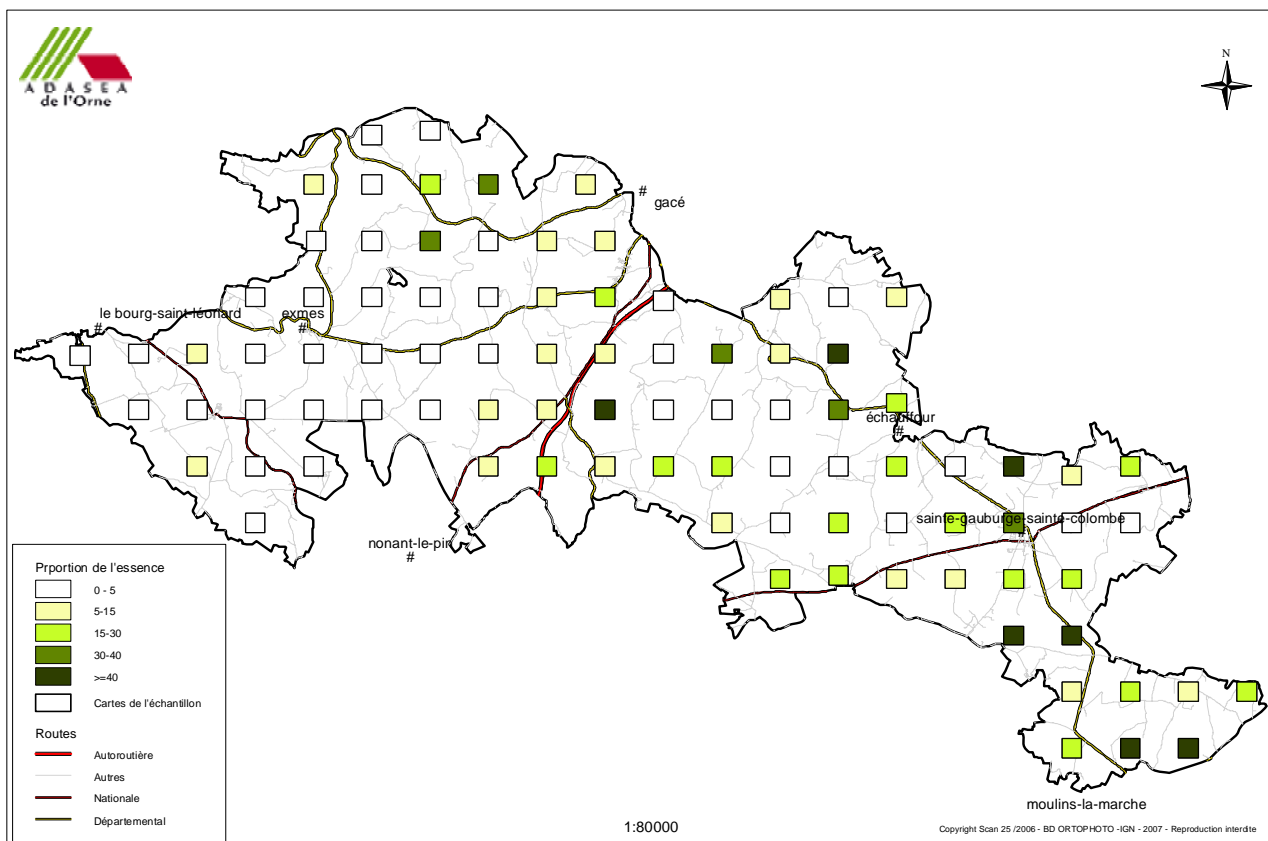 ADASEA
de l'Orne
N
#
gacé
le bourg-saint-léonard
#
exmes
#
échauffour
#
sainte-gauburge-sainte-colombe
#
nonant-le-pin
#
moulins-la-marche
Prportion de l'essence
0 - 5
5-15
15-30
30-40
>=40
Cartes de l'échantillon
Routes
Autoroutière
Autres
Nationale
Départemental
1:80000
Copyright Scan 25 /2006 - BD ORTOPHOTO -IGN - 2007 - Reproduction interdite